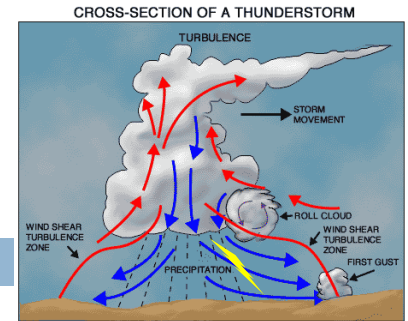 CROSS-SECTION OF A THUNDERSTORM
TURBULENCE
STORM
MOVEMENT
ROLL CLOUD
WIND SHEAR
TURBULENCE
ZONE
WIND SHEAR
TURBULENCE
ZONE
FIRST GUST
PRECIPITATION